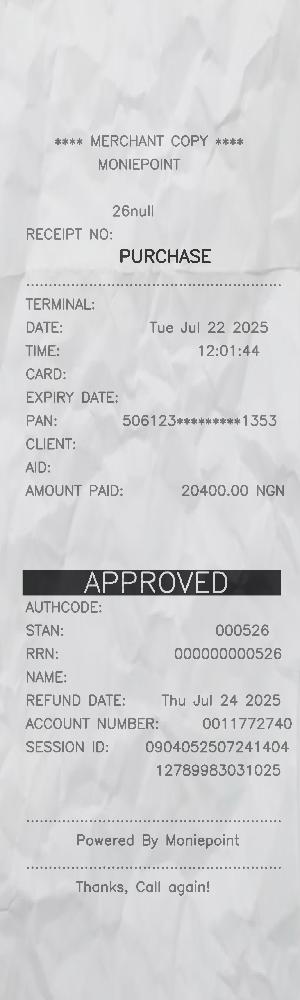 **** MERCHANT COPY ****
MONIEPOINT
26null
RECEIPT NO:
PURCHASE
TERMINAL:
DATE: Tue Jul 22 2025
TIME: 12:01:44
CARD:
EXPIRY DATE:
PAN: 506123*********1353
CLIENT:
AID:
AMOUNT PAID: 20400.00 NGN
APPROVED
AUTHCODE:
STAN: 000526
RRN: 000000000526
NAME:
REFUND DATE: Thu Jul 24 2025
ACCOUNT NUMBER: 0011772740
SESSION ID: 0904052507241404
12789983031025
Powered By Moniepoint
Thanks, Call again!